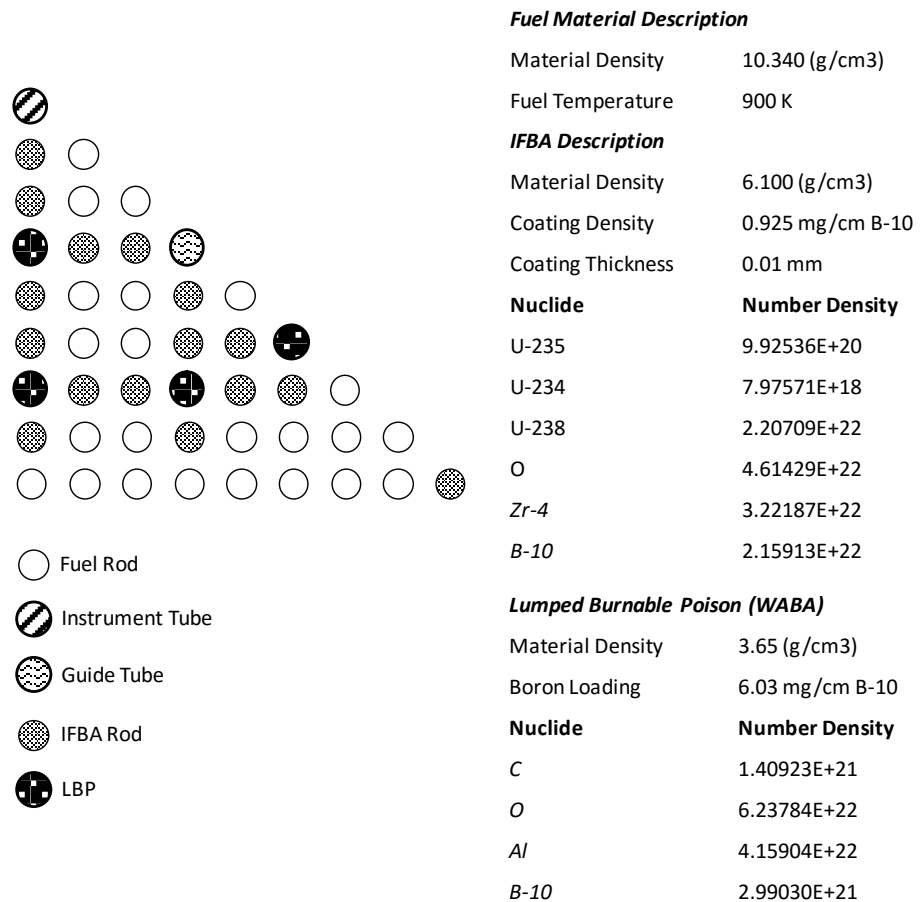 Fuel Material Description
Material Density 10.340 (g/cm3)
Fuel Temperature 900 K
IFBA Description
Material Density 6.100 (g/cm3)
Coating Density 0.925 mg/cm B-10
Coating Thickness 0.01 mm
Nuclide Number Density
U-235 9.92536E+20
U-234 7.97571E+18
U-238 2.20709E+22
O 4.61429E+22
Zr-4 3.22187E+22
B-10 2.15913E+22
Lumped Burnable Poison (WABA)
Material Density 3.65 (g/cm3)
Boron Loading 6.03 mg/cm B-10
Nuclide Number Density
C 1.40923E+21
O 6.23784E+22
Al 4.15904E+22
B-10 2.99030E+21
Fuel Rod
Instrument Tube
Guide Tube
IFBA Rod
LBP